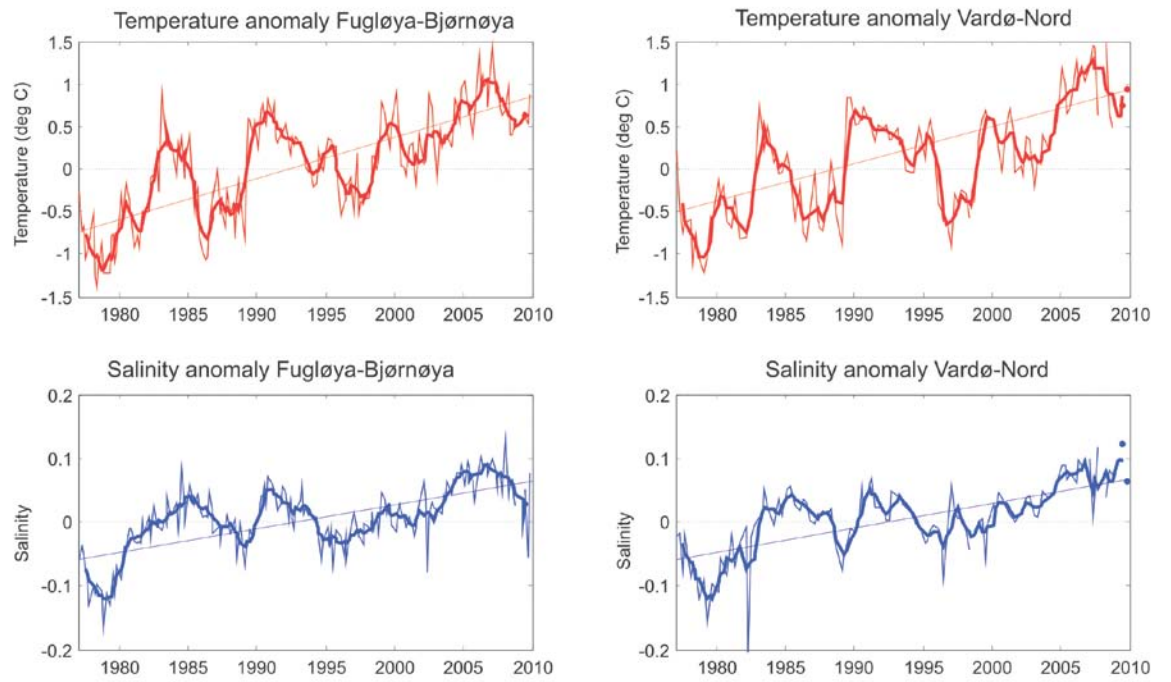 Temperature anomaly Fugløya-Bjørnøya
Temperature (deg C)
1.5
1
0.5
0
-0.5
-1
-1.5
1980 1985 1990 1995 2000 2005 2010
Temperature anomaly Vardø-Nord
Temperature (deg C)
1.5
1
0.5
0
-0.5
-1
-1.5
1980 1985 1990 1995 2000 2005 2010
Salinity anomaly Fugløya-Bjørnøya
Salinity
0.2
0.1
0
-0.1
-0.2
1980 1985 1990 1995 2000 2005 2010
Salinity anomaly Vardø-Nord
Salinity
0.2
0.1
0
-0.1
-0.2
1980 1985 1990 1995 2000 2005 2010